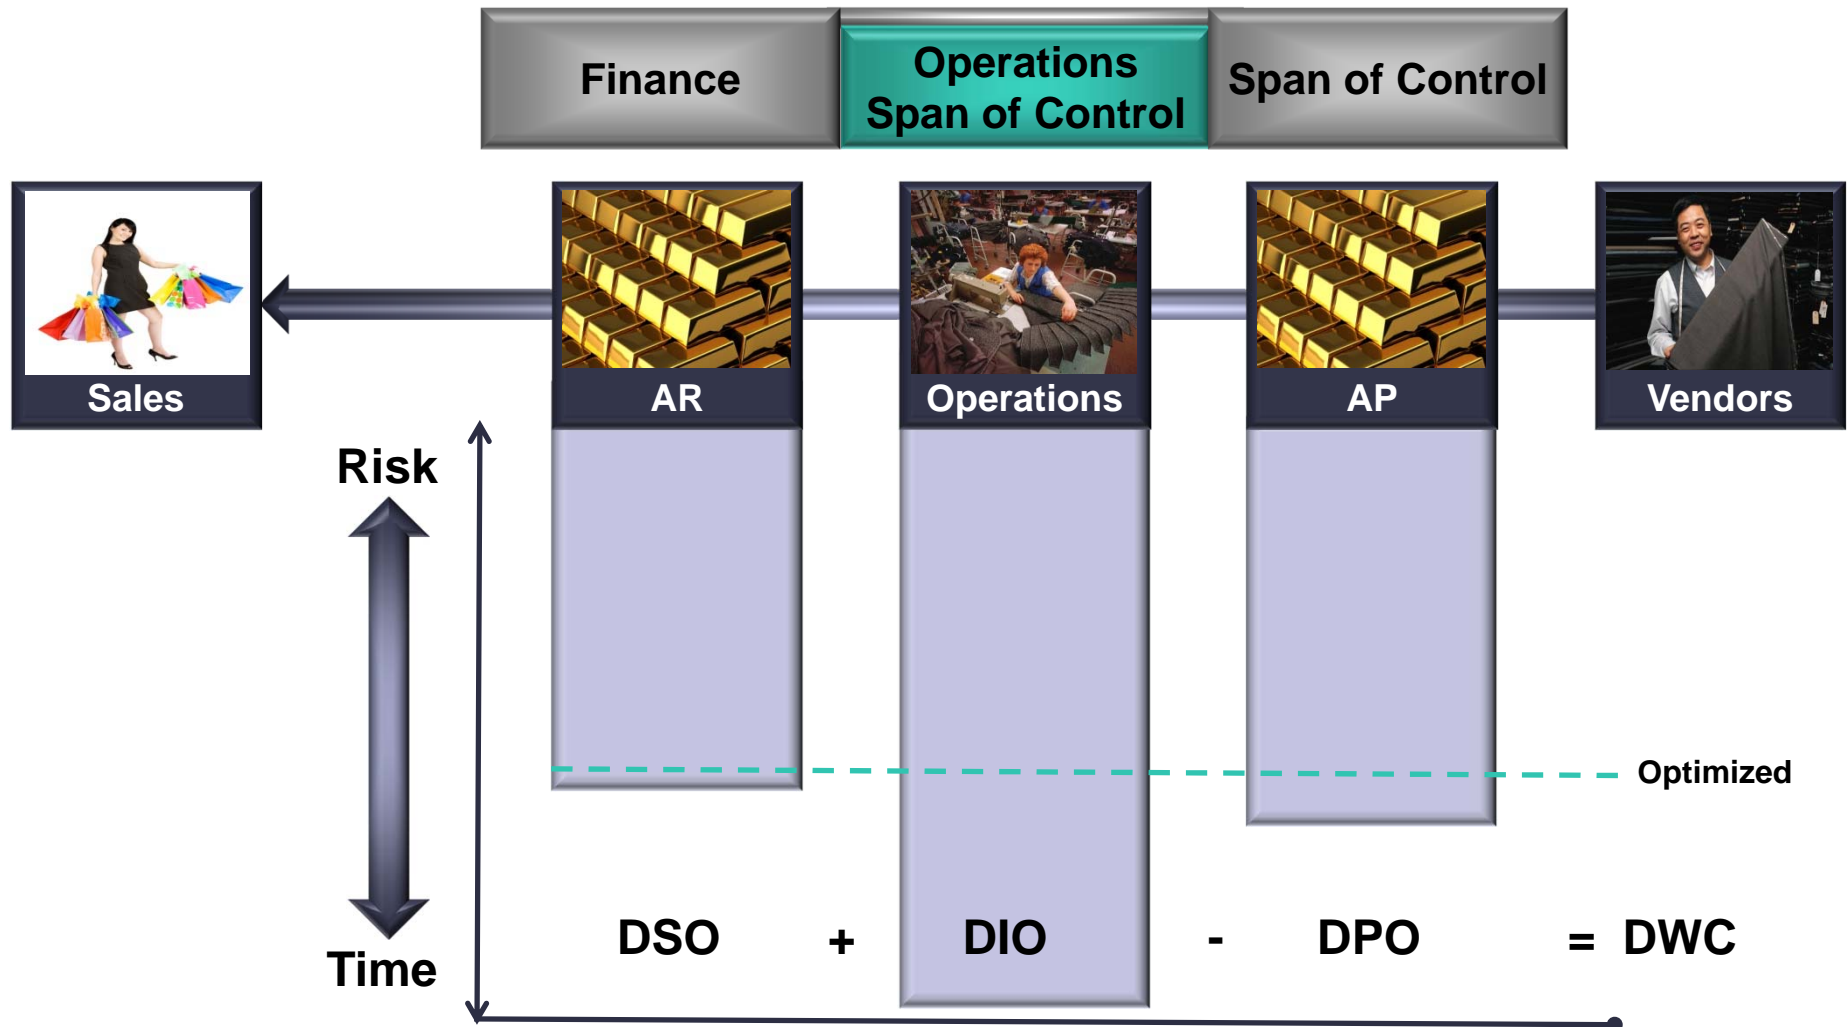 Finance
Operations
Span of Control
Span of Control
Sales
AR
Operations
AP
Vendors
Risk
Optimized
DSO + DIO - DPO = DWC
Time